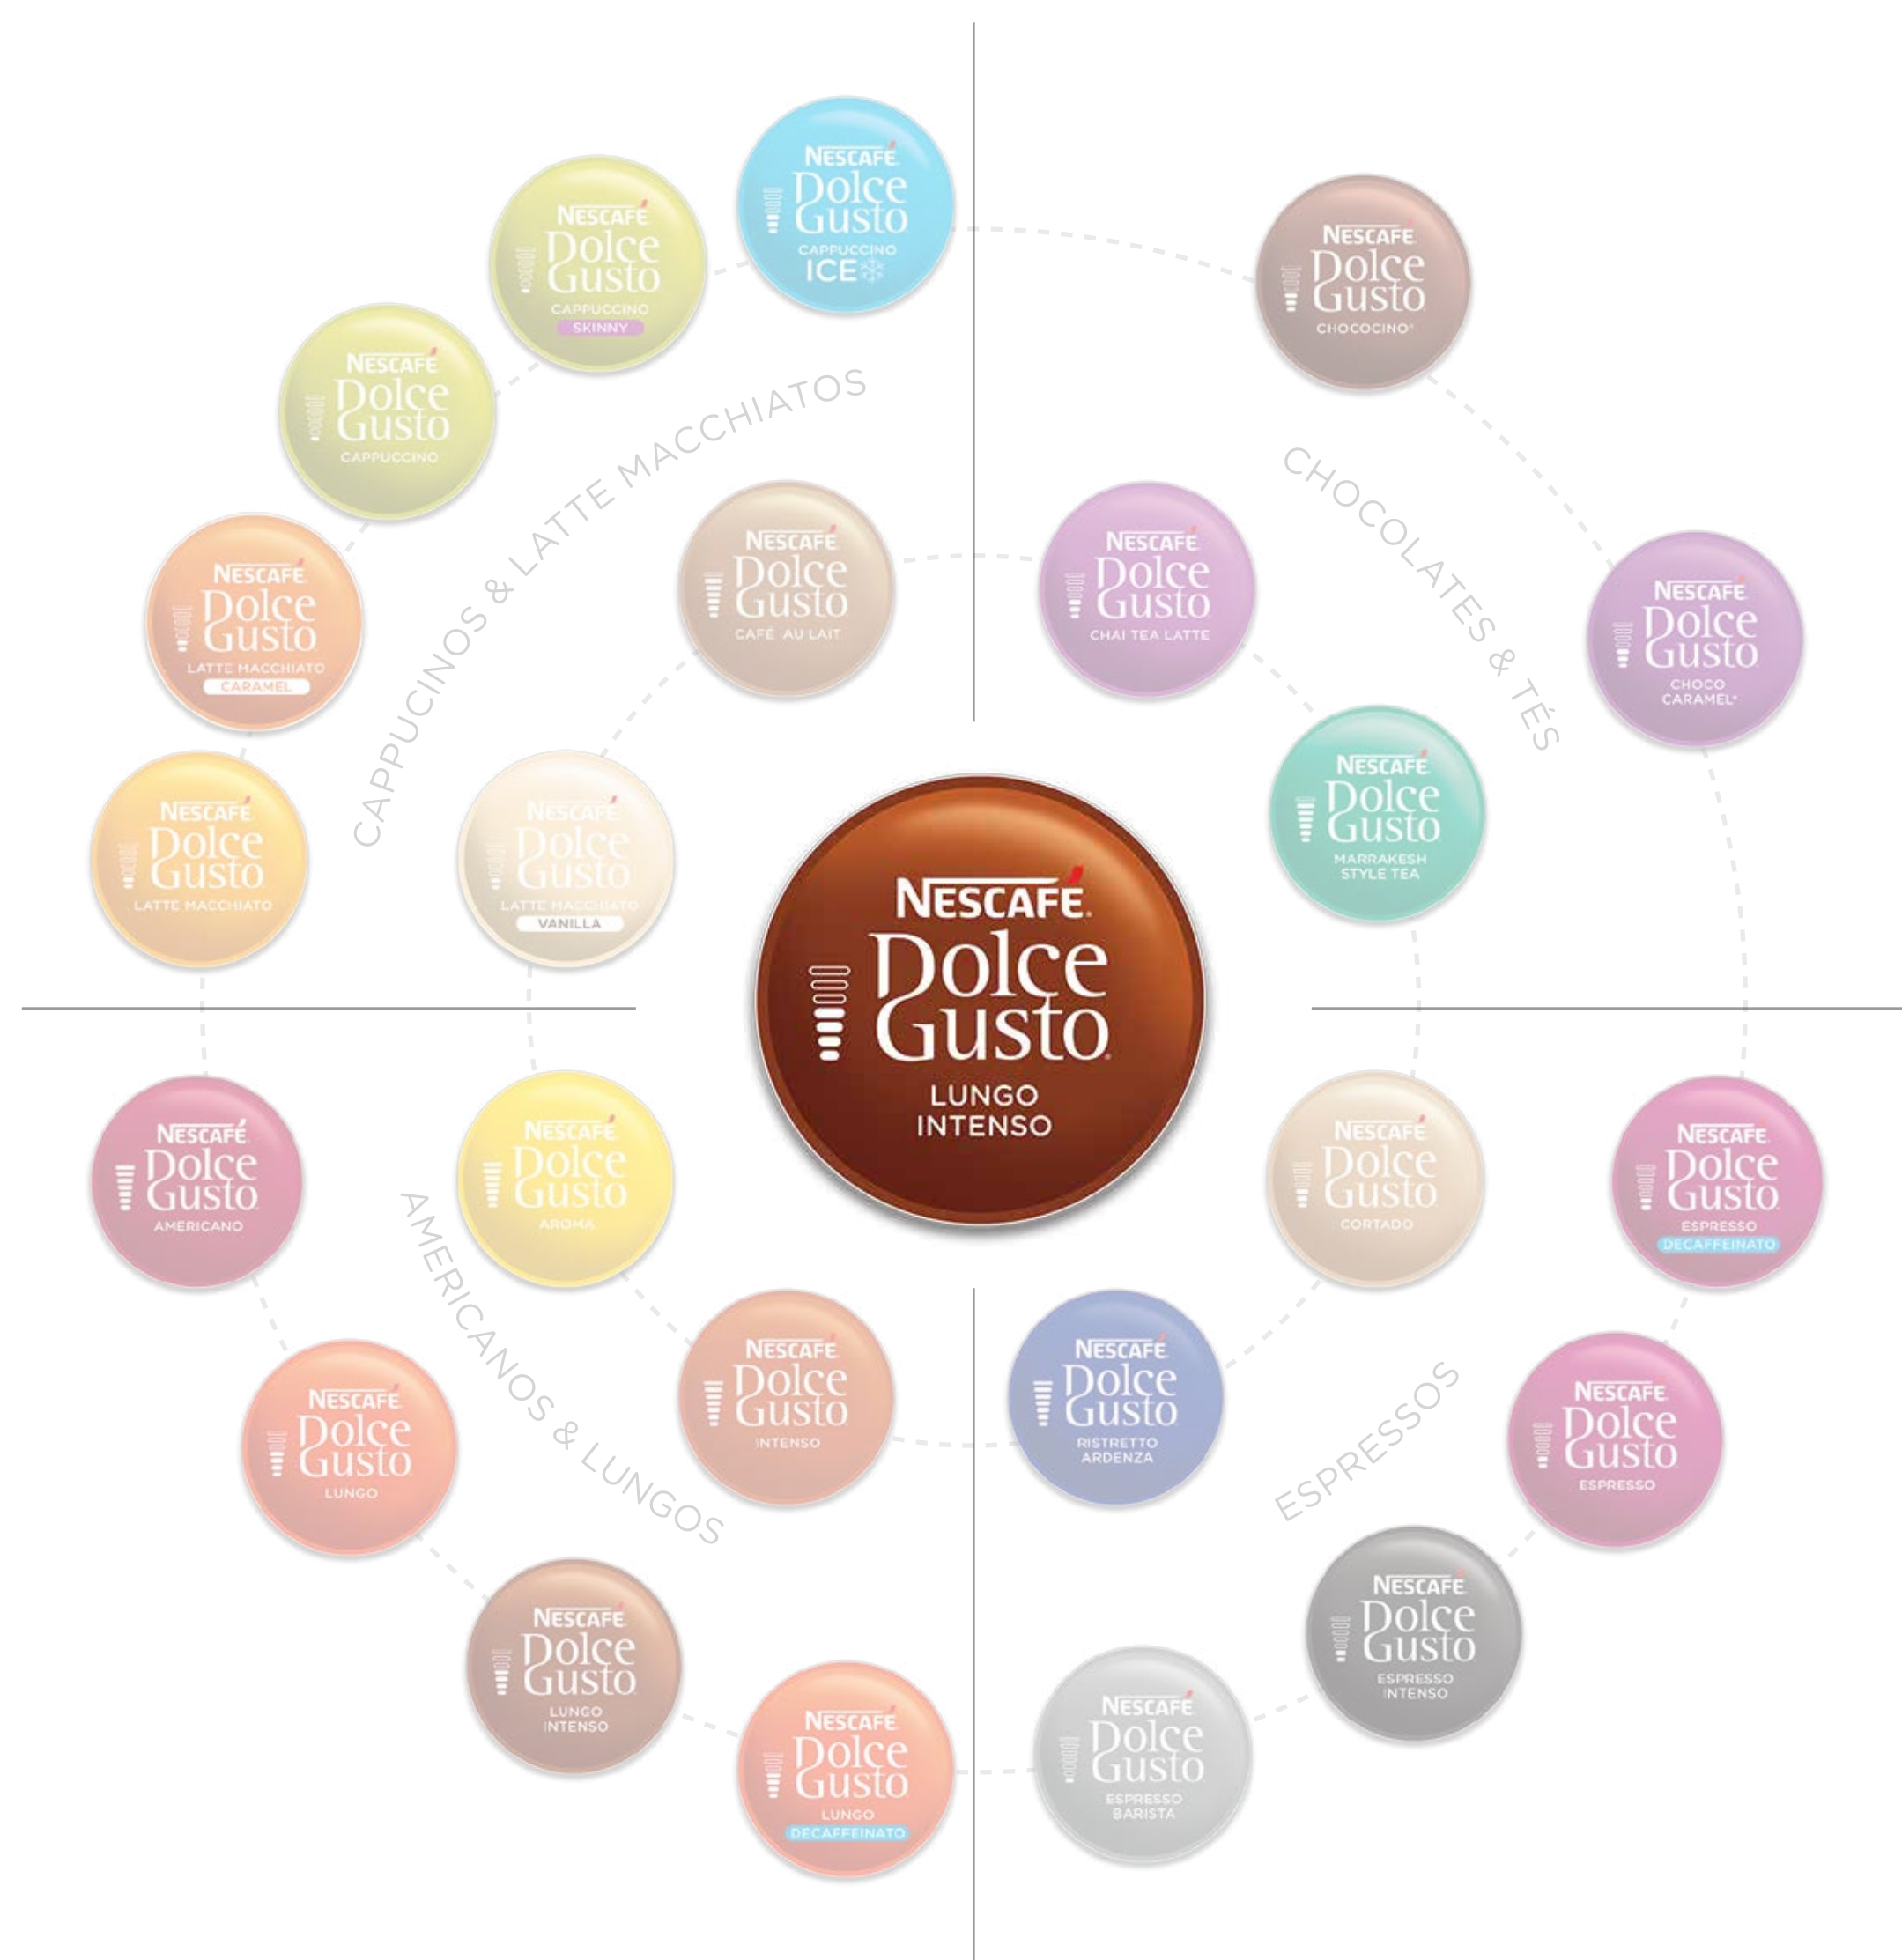 NESCAFÉ
Dolce
Gusto
CAPPUCCINO
ICE
NESCAFÉ
Dolce
Gusto
CAPPUCCINO
SKINNY
NESCAFÉ
Dolce
Gusto
CAPPUCCINO
NESCAFÉ
Dolce
Gusto
LATTE MACCHIATO
CARAMEL
NESCAFÉ
Dolce
Gusto
LATTE MACCHIATO
CAPPUCINOS & LATTE MACCHIATOS
NESCAFÉ
Dolce
Gusto
CAFÉ AU LAIT
NESCAFÉ
Dolce
Gusto
LATTE MACCHIATO
VANILLA
NESCAFÉ
Dolce
Gusto
CHOCOCINO*
NESCAFÉ
Dolce
Gusto
CHOCO
CARAMEL*
CHOCOLATES & TÉS
NESCAFÉ
Dolce
Gusto
CHAI TEA LATTE
NESCAFÉ
Dolce
Gusto
MARRAKESH
STYLE TEA
NESCAFÉ
Dolce
Gusto
LUNGO
INTENSO
NESCAFÉ
Dolce
Gusto
AMERICANO
NESCAFÉ
Dolce
Gusto
AROMA
AMERICANOS & LUNGOS
NESCAFÉ
Dolce
Gusto
INTENSO
NESCAFÉ
Dolce
Gusto
LUNGO
NESCAFÉ
Dolce
Gusto
LUNGO
INTENSO
NESCAFÉ
Dolce
Gusto
LUNGO
DECAFFEINATO
NESCAFÉ
Dolce
Gusto
CORTADO
NESCAFÉ
Dolce
Gusto
ESPRESSO
DECAFFEINATO
NESCAFÉ
Dolce
Gusto
RISTRETTO
ARDENZA
ESPRESSOS
NESCAFÉ
Dolce
Gusto
ESPRESSO
NESCAFÉ
Dolce
Gusto
ESPRESSO
INTENSO
NESCAFÉ
Dolce
Gusto
ESPRESSO
BARISTA